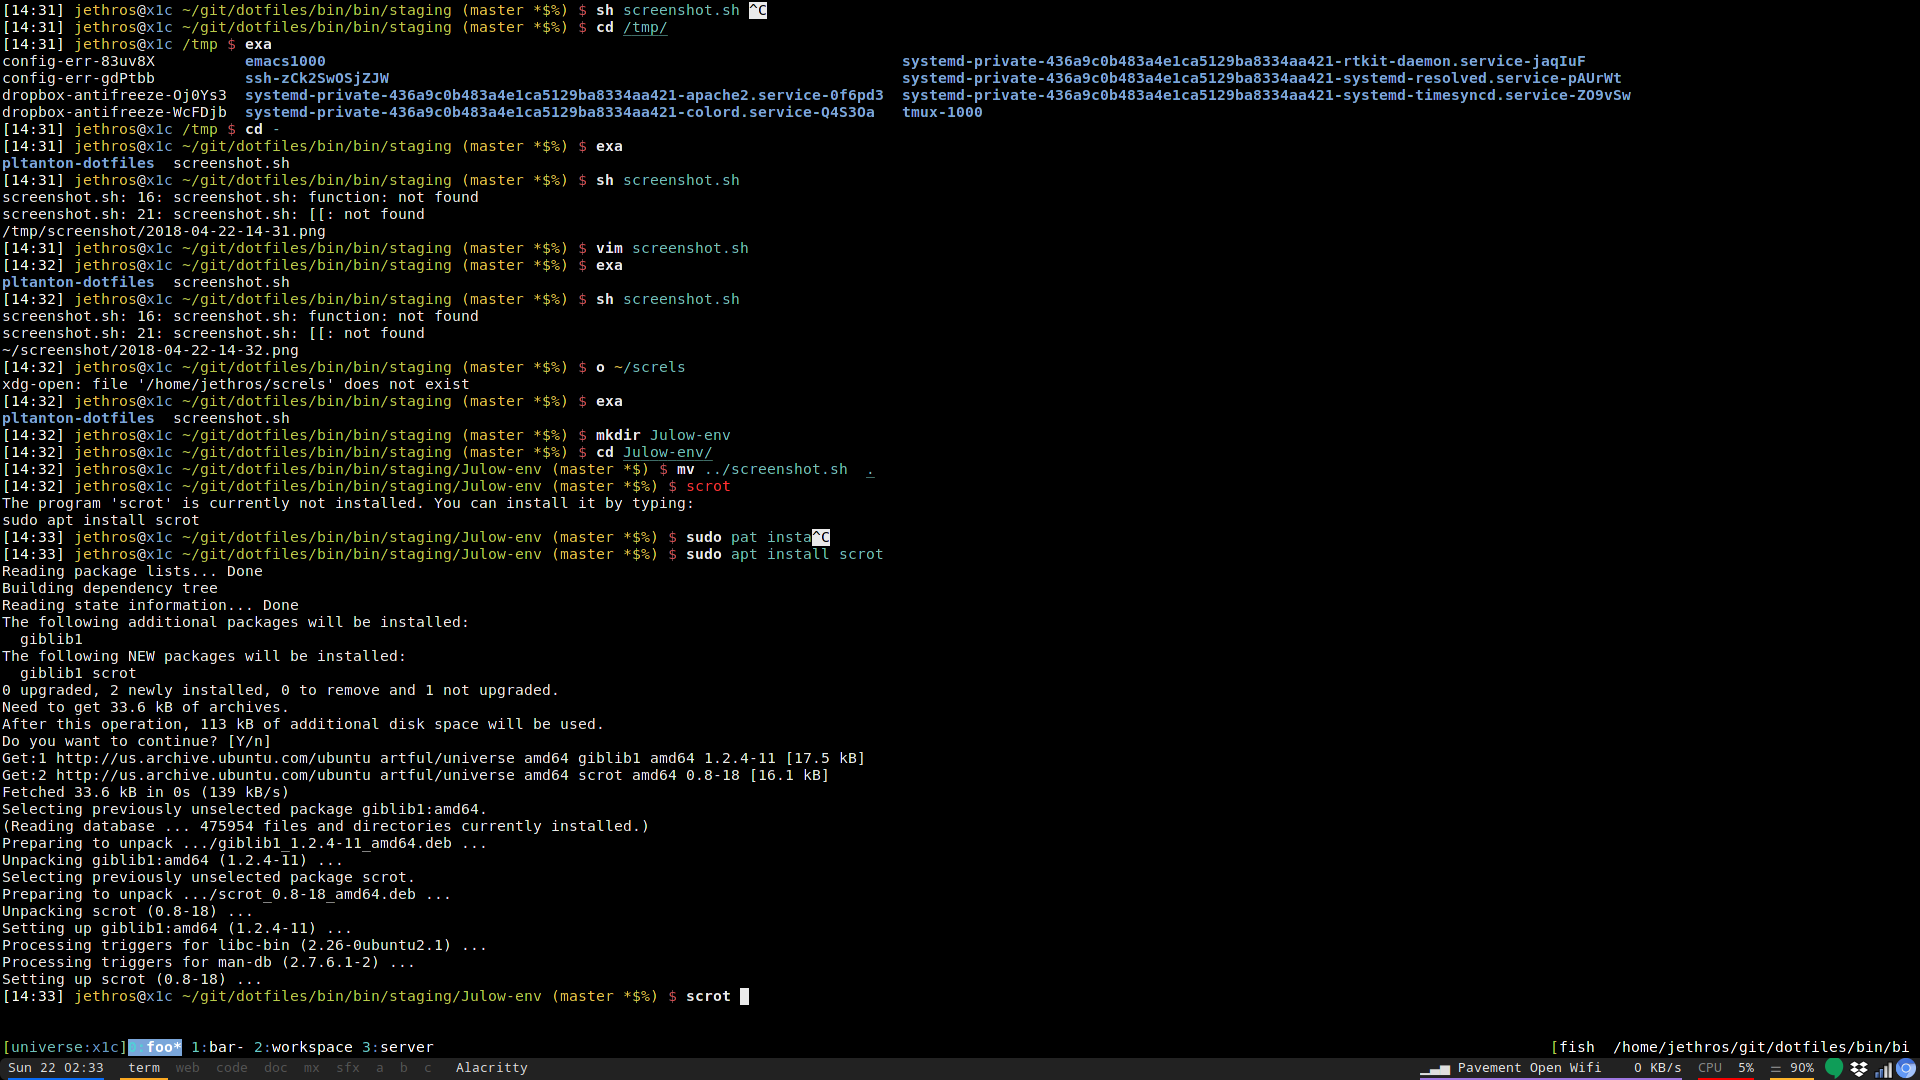 [14:31] jethros@x1c ~/git/dotfiles/bin/bin/staging (master *$%) $ sh screenshot.sh ^C
[14:31] jethros@x1c ~/git/dotfiles/bin/bin/staging (master *$%) $ cd /tmp/
[14:31] jethros@x1c /tmp $ exa
config-err-83uv8X          emacs1000                                                                systemd-private-436a9c0b483a4e1ca5129ba8334aa421-rtkit-daemon.service-jaqIuF
config-err-gdPtbb          ssh-zCk2SwOSjZJW                                                         systemd-private-436a9c0b483a4e1ca5129ba8334aa421-systemd-resolved.service-pAUrWt
dropbox-antifreeze-Oj0Ys3  systemd-private-436a9c0b483a4e1ca5129ba8334aa421-apache2.service-0f6pd3  systemd-private-436a9c0b483a4e1ca5129ba8334aa421-systemd-timesyncd.service-ZO9vSw
dropbox-antifreeze-WcFDjb  systemd-private-436a9c0b483a4e1ca5129ba8334aa421-colord.service-Q4S3Oa   tmux-1000
[14:31] jethros@x1c /tmp $ cd -
[14:31] jethros@x1c ~/git/dotfiles/bin/bin/staging (master *$%) $ exa
pltanton-dotfiles  screenshot.sh
[14:31] jethros@x1c ~/git/dotfiles/bin/bin/staging (master *$%) $ sh screenshot.sh
screenshot.sh: 16: screenshot.sh: function: not found
screenshot.sh: 21: screenshot.sh: [[: not found
/tmp/screenshot/2018-04-22-14-31.png
[14:31] jethros@x1c ~/git/dotfiles/bin/bin/staging (master *$%) $ vim screenshot.sh
[14:32] jethros@x1c ~/git/dotfiles/bin/bin/staging (master *$%) $ exa
pltanton-dotfiles  screenshot.sh
[14:32] jethros@x1c ~/git/dotfiles/bin/bin/staging (master *$%) $ sh screenshot.sh
screenshot.sh: 16: screenshot.sh: function: not found
screenshot.sh: 21: screenshot.sh: [[: not found
~/screenshot/2018-04-22-14-32.png
[14:32] jethros@x1c ~/git/dotfiles/bin/bin/staging (master *$%) $ o ~/screls
xdg-open: file '/home/jethros/screls' does not exist
[14:32] jethros@x1c ~/git/dotfiles/bin/bin/staging (master *$%) $ exa
pltanton-dotfiles  screenshot.sh
[14:32] jethros@x1c ~/git/dotfiles/bin/bin/staging (master *$%) $ mkdir Julow-env
[14:32] jethros@x1c ~/git/dotfiles/bin/bin/staging (master *$%) $ cd Julow-env/
[14:32] jethros@x1c ~/git/dotfiles/bin/bin/staging/Julow-env (master *$) $ mv ../screenshot.sh  .
[14:32] jethros@x1c ~/git/dotfiles/bin/bin/staging/Julow-env (master *$%) $ scrot
The program 'scrot' is currently not installed. You can install it by typing:
sudo apt install scrot
[14:33] jethros@x1c ~/git/dotfiles/bin/bin/staging/Julow-env (master *$%) $ sudo pat insta^C
[14:33] jethros@x1c ~/git/dotfiles/bin/bin/staging/Julow-env (master *$%) $ sudo apt install scrot
Reading package lists... Done
Building dependency tree
Reading state information... Done
The following additional packages will be installed:
  giblib1
The following NEW packages will be installed:
  giblib1 scrot
0 upgraded, 2 newly installed, 0 to remove and 1 not upgraded.
Need to get 33.6 kB of archives.
After this operation, 113 kB of additional disk space will be used.
Do you want to continue? [Y/n]
Get:1 http://us.archive.ubuntu.com/ubuntu artful/universe amd64 giblib1 amd64 1.2.4-11 [17.5 kB]
Get:2 http://us.archive.ubuntu.com/ubuntu artful/universe amd64 scrot amd64 0.8-18 [16.1 kB]
Fetched 33.6 kB in 0s (139 kB/s)
Selecting previously unselected package giblib1:amd64.
(Reading database ... 475954 files and directories currently installed.)
Preparing to unpack .../giblib1_1.2.4-11_amd64.deb ...
Unpacking giblib1:amd64 (1.2.4-11) ...
Selecting previously unselected package scrot.
Preparing to unpack .../scrot_0.8-18_amd64.deb ...
Unpacking scrot (0.8-18) ...
Setting up giblib1:amd64 (1.2.4-11) ...
Processing triggers for libc-bin (2.26-0ubuntu2.1) ...
Processing triggers for man-db (2.7.6.1-2) ...
Setting up scrot (0.8-18) ...
[14:33] jethros@x1c ~/git/dotfiles/bin/bin/staging/Julow-env (master *$%) $ scrot
[universe:x1c] foo* 1:bar- 2:workspace 3:server [fish  /home/jethros/git/dotfiles/bin/bi
Sun 22 02:33 term web code doc mx sfx a b c Alacritty Pavement Open Wifi 0 KB/s CPU 5% 90%